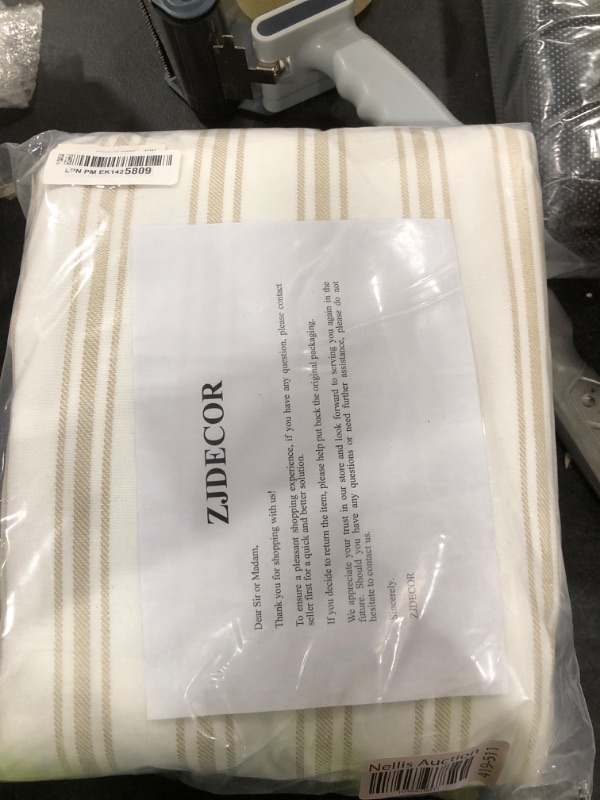 LPN PM EK1425809
ZJDECOR
Dear Sir or Madam,
Thank you for shopping with us!
To ensure a pleasant shopping experience, if you have any question, please contact
seller first for a quick and better solution.
If you decide to return the item, please help put back the original packaging.
We appreciate your trust in our store and look forward to serving you again in the
future. Should you have any questions or need further assistance, please do not
hesitate to contact us.
Sincerely,
ZJDECOR
Nellis Auction
419-511